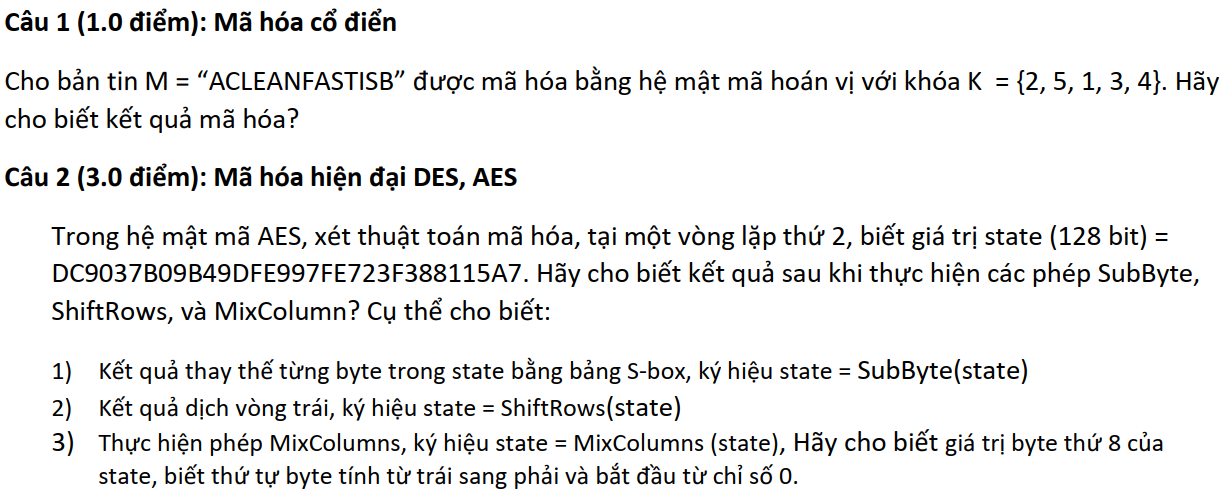 Câu 1 (1.0 điểm): Mã hóa cổ điển
Cho bản tin M = “ACLEANFASTISB” được mã hóa bằng hệ mật mã hoán vị với khóa K = {2, 5, 1, 3, 4}. Hãy
cho biết kết quả mã hóa?
Câu 2 (3.0 điểm): Mã hóa hiện đại DES, AES
Trong hệ mật mã AES, xét thuật toán mã hóa, tại một vòng lặp thứ 2, biết giá trị state (128 bit) =
DC9037B09B49DFE997FE723F388115A7. Hãy cho biết kết quả sau khi thực hiện các phép SubByte,
ShiftRows, và MixColumn? Cụ thể cho biết:
1) Kết quả thay thế từng byte trong state bằng bảng S-box, ký hiệu state = SubByte(state)
2) Kết quả dịch vòng trái, ký hiệu state = ShiftRows(state)
3) Thực hiện phép MixColumns, ký hiệu state = MixColumns (state), Hãy cho biết giá trị byte thứ 8 của
state, biết thứ tự byte tính từ trái sang phải và bắt đầu từ chỉ số 0.